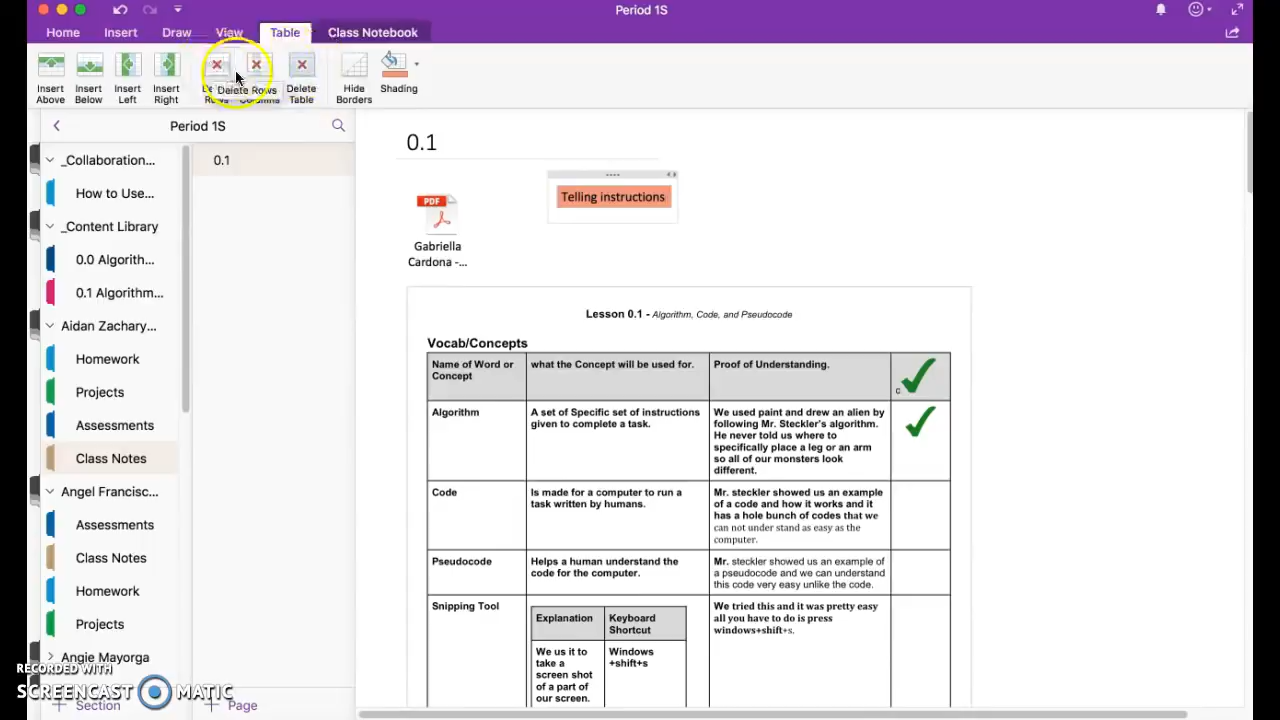 Period 1S
Home Insert Draw View Table Class Notebook
Insert Above
Insert Below
Insert Left
Insert Right
Delete Rows
Columns
Delete Table
Hide Borders
Shading
Delete Rows
Period 1S
_Collaboration...
How to Use...
_Content Library
0.0 Algorith...
0.1 Algorithm...
Aidan Zachary...
Homework
Projects
Assessments
Class Notes
Angel Francisc...
Assessments
Class Notes
Homework
Projects
Angie Mayorga
+ Section
0.1
+ Page
0.1
PDF
Gabriella
Cardona -...
Telling instructions
Lesson 0.1 - Algorithm, Code, and Pseudocode
Vocab/Concepts
Name of Word or
Concept
what the Concept will be used for.
Proof of Understanding.
c
Algorithm
A set of Specific set of instructions
given to complete a task.
We used paint and drew an alien by
following Mr. Steckler's algorithm.
He never told us where to
specifically place a leg or an arm
so all of our monsters look
different.
Code
Is made for a computer to run a
task written by humans.
Mr. steckler showed us an example
of a code and how it works and it
has a hole bunch of codes that we
can not under stand as easy as the
computer.
Pseudocode
Helps a human understand the
code for the computer.
Mr. steckler showed us an example of
a pseudocode and we can understand
this code very easy unlike the code.
Snipping Tool
Explanation
Keyboard
Shortcut
We us it to
take a
screen shot
of a part of
our screen.
Windows
+shift+s
We tried this and it was pretty easy
all you have to do is press
windows+shift+s.
RECORDED WITH
SCREENCAST MATIC